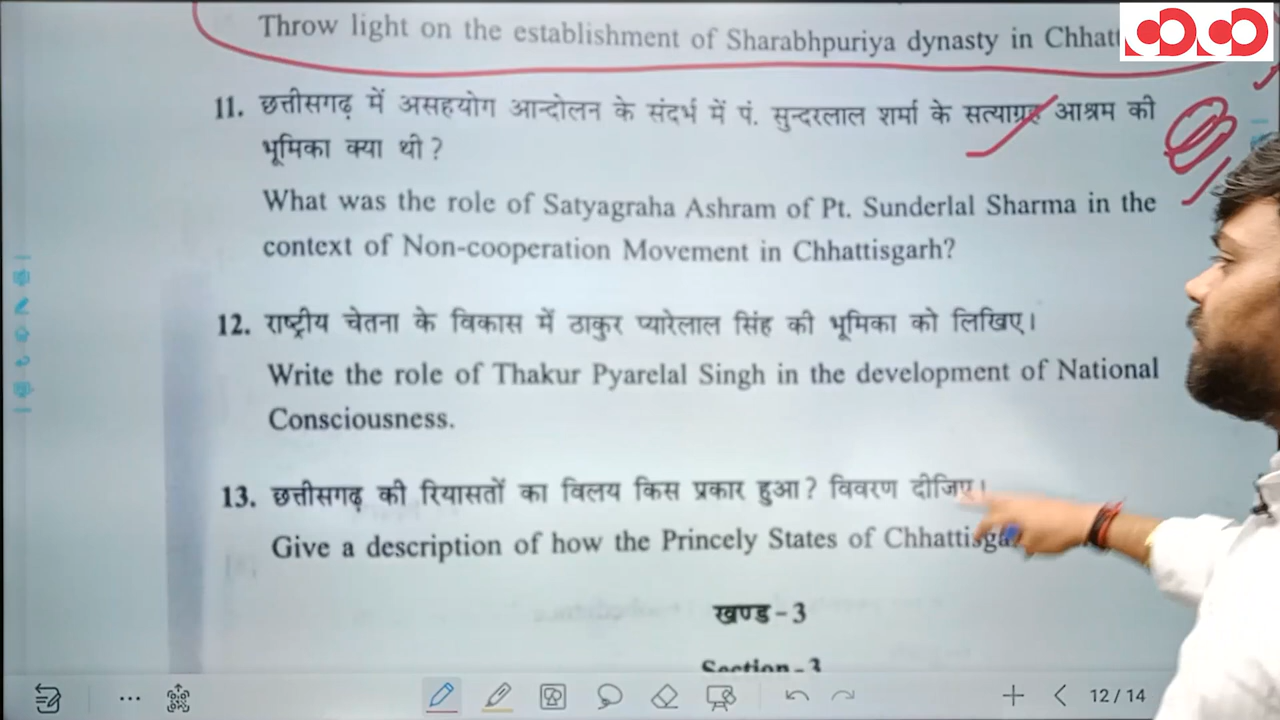 Throw light on the establishment of Sharabhpuriya dynasty in
11. छत्तीसगढ़ में असहयोग आन्दोलन के संदर्भ में पं. सुन्दरलाल शर्मा के सत्याग्रह आश्रम की
भूमिका क्या थी ?
What was the role of Satyagraha Ashram of Pt. Sunderlal Sharma in the
context of Non-cooperation Movement in Chhattisgarh?
12. राष्ट्रीय चेतना के विकास में ठाकुर प्यारेलाल सिंह की भूमिका को लिखिए।
Write the role of Thakur Pyarelal Singh in the development of National
Consciousness.
13. छत्तीसगढ़ की रियासतों का विलय किस प्रकार हुआ ? विवरण दीजिए।
Give a description of how the Princely States of
खण्ड - 3
Section - 3
12 / 14